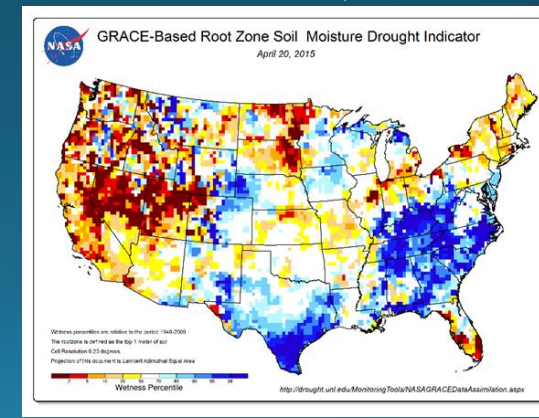 NASA
GRACE-Based Root Zone Soil Moisture Drought Indicator
April 20, 2015
Wetness percentiles are relative to the period 1948-2009
The rootzone is defined as the top 1 meter of soil
Cell Resolution 0.25 degrees
Projection of this document is Lambert Azimuthal Equal Area
2 5 10 20 30 70 80 90 95 98
Wetness Percentile
http://drought.unl.edu/MonitoringTools/NASAGRACEDataAssimilation.aspx